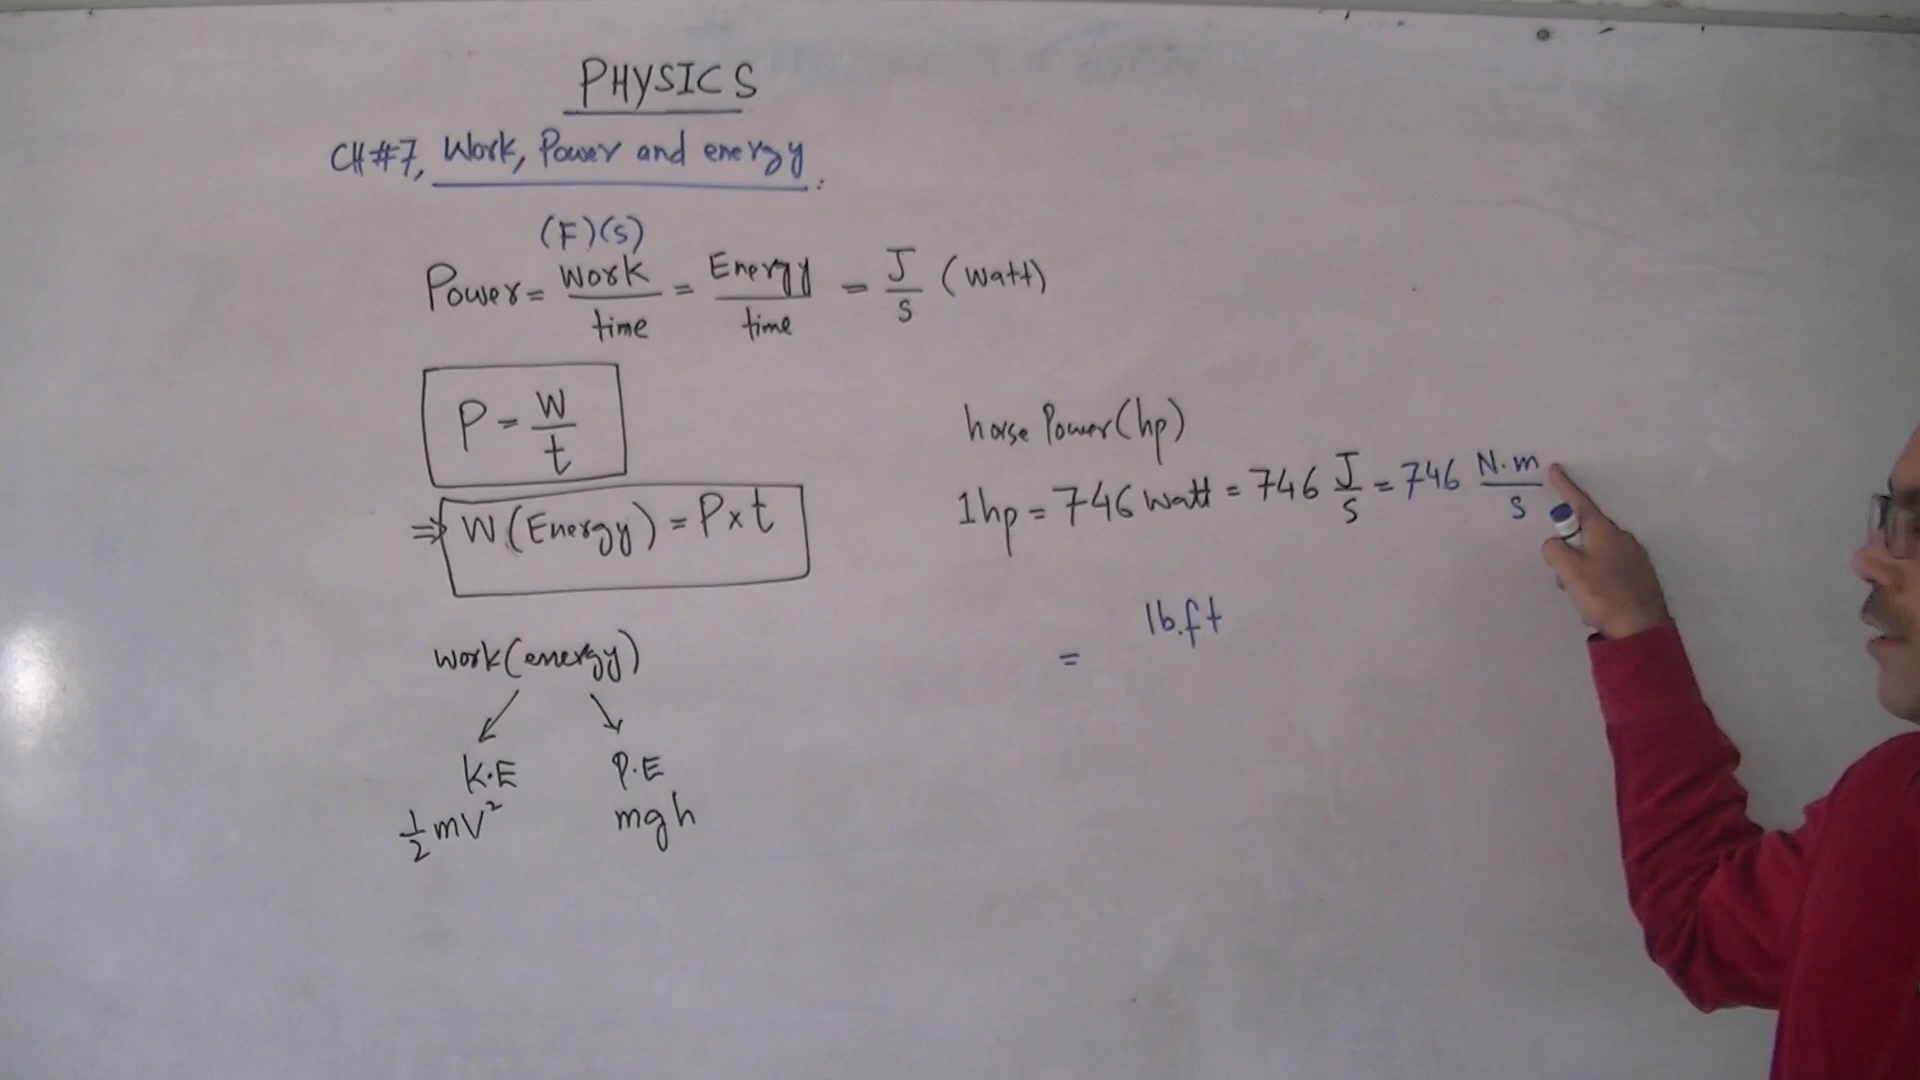 PHYSICS
CH#7, Work, Power and energy.
(F)(s)
Power = work/time = Energy/time = J/s (watt)
P = W/t
⇒ W (Energy) = P × t
horse Power (hp)
1hp = 746 watt = 746 J/s = 746 N.m/s
= lb.ft
work (energy)
↙ ↘
K.E P.E
1/2 mV² mgh